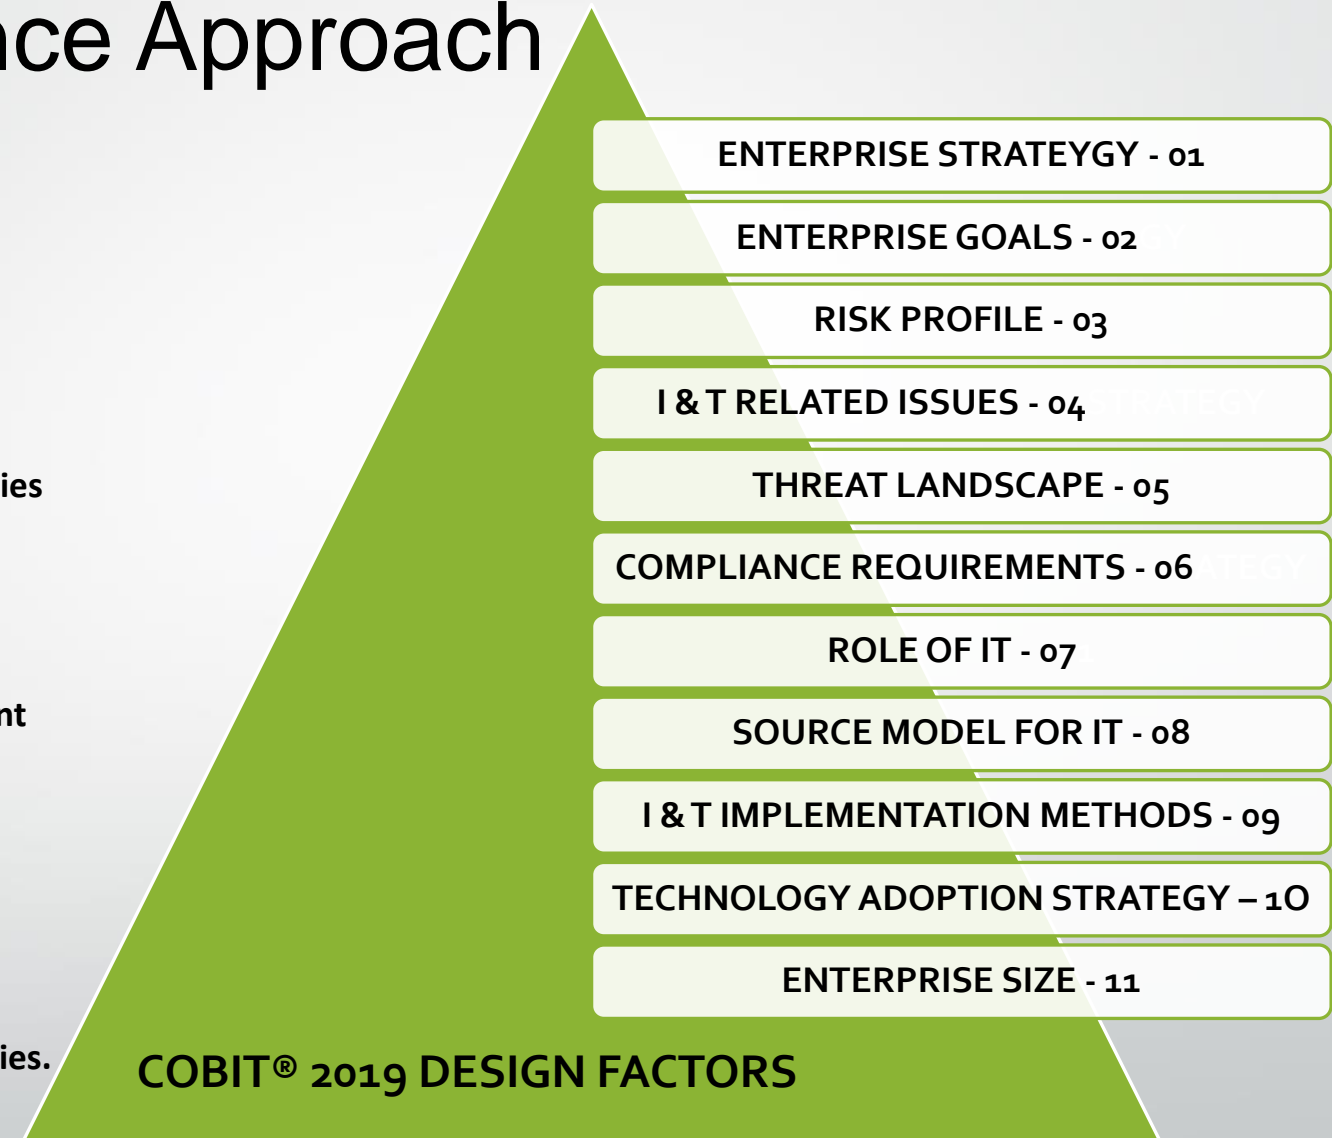 nce Approach
ENTERPRISE STRATEYGY - 01
ENTERPRISE GOALS - 02
RISK PROFILE - 03
I & T RELATED ISSUES - 04
ies
THREAT LANDSCAPE - 05
COMPLIANCE REQUIREMENTS - 06
ROLE OF IT - 07
nt
SOURCE MODEL FOR IT - 08
I & T IMPLEMENTATION METHODS - 09
TECHNOLOGY ADOPTION STRATEGY – 1O
ENTERPRISE SIZE - 11
ies.
COBIT® 2019 DESIGN FACTORS